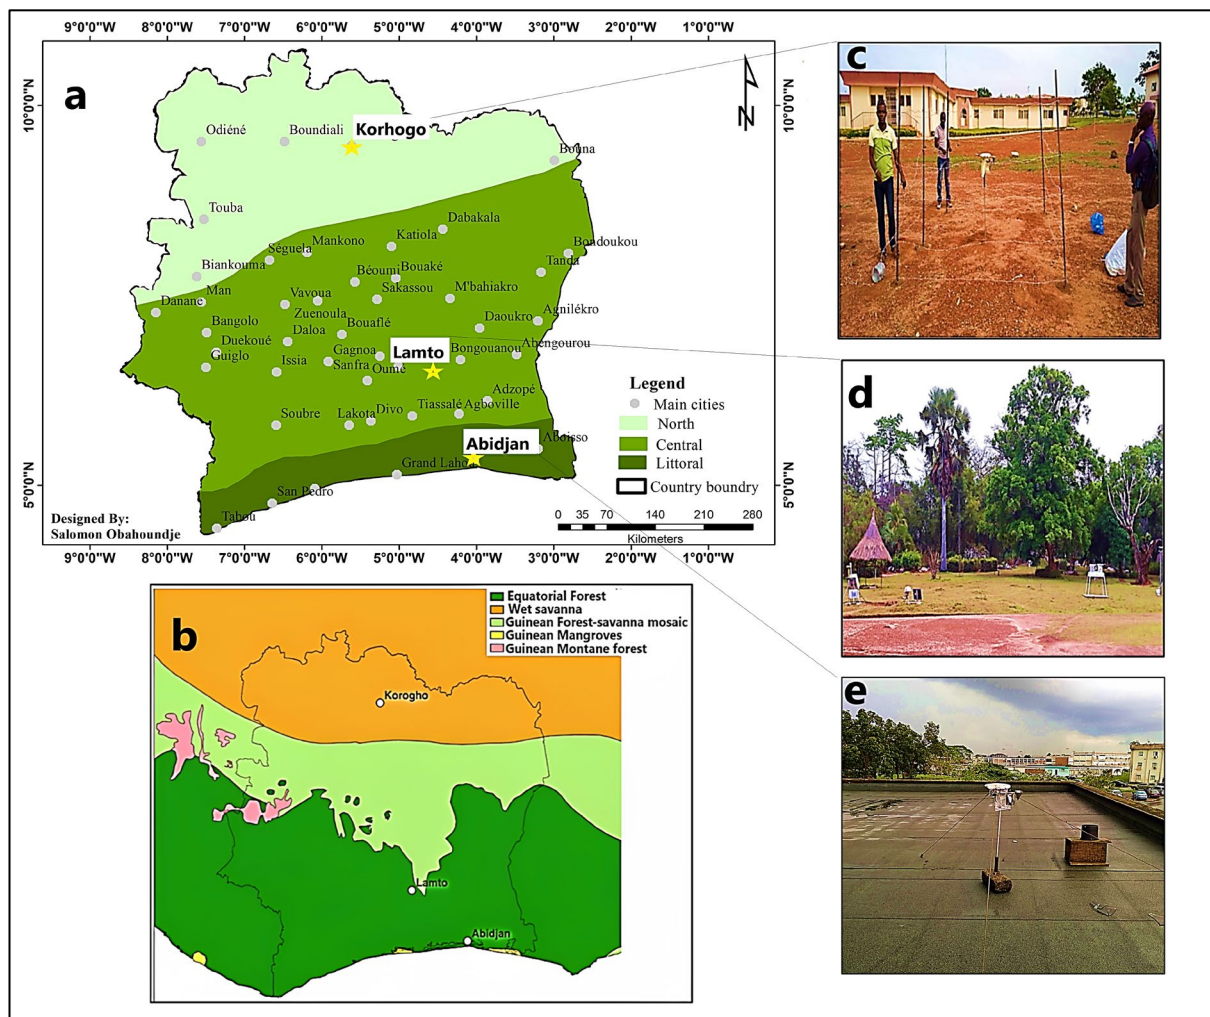 9°0'0"W 8°0'0"W 7°0'0"W 6°0'0"W 5°0'0"W 4°0'0"W 3°0'0"W 2°0'0"W 1°0'0"W
a
10°0'0"N
10°0'0"N
N
Odiéné
Boundiali
Korhogo
Bouna
Touba
Dabakala
Mankono
Katiola
Séguela
Bondoukou
Biankouma
Béoumi
Bouaké
Tanda
Man
Vavoua
Sakassou
M'bahiakro
Danane
Zuenoula
Agnilékro
Bangolo
Daloa
Bouaflé
Daoukro
Duekoué
Gagnoa
Lamto
Bongouanou
Abengourou
Guiglo
Issia
Sanfra
Oumé
Adzopé
Soubre
Lakota
Divo
Tiassalé
Agboville
Abidjan
Aboisso
Grand Laho
San Pedro
Tabou
5°0'0"N
5°0'0"N
Legend
Main cities
North
Central
Littoral
Country boundry
0 35 70 140 210 280
Kilometers
Designed By:
Salomon Obahoundje
9°0'0"W 8°0'0"W 7°0'0"W 6°0'0"W 5°0'0"W 4°0'0"W 3°0'0"W 2°0'0"W 1°0'0"W
b
Equatorial Forest
Wet savanna
Guinean Forest-savanna mosaic
Guinean Mangroves
Guinean Montane forest
Korogho
Lamto
Abidjan
c
d
e